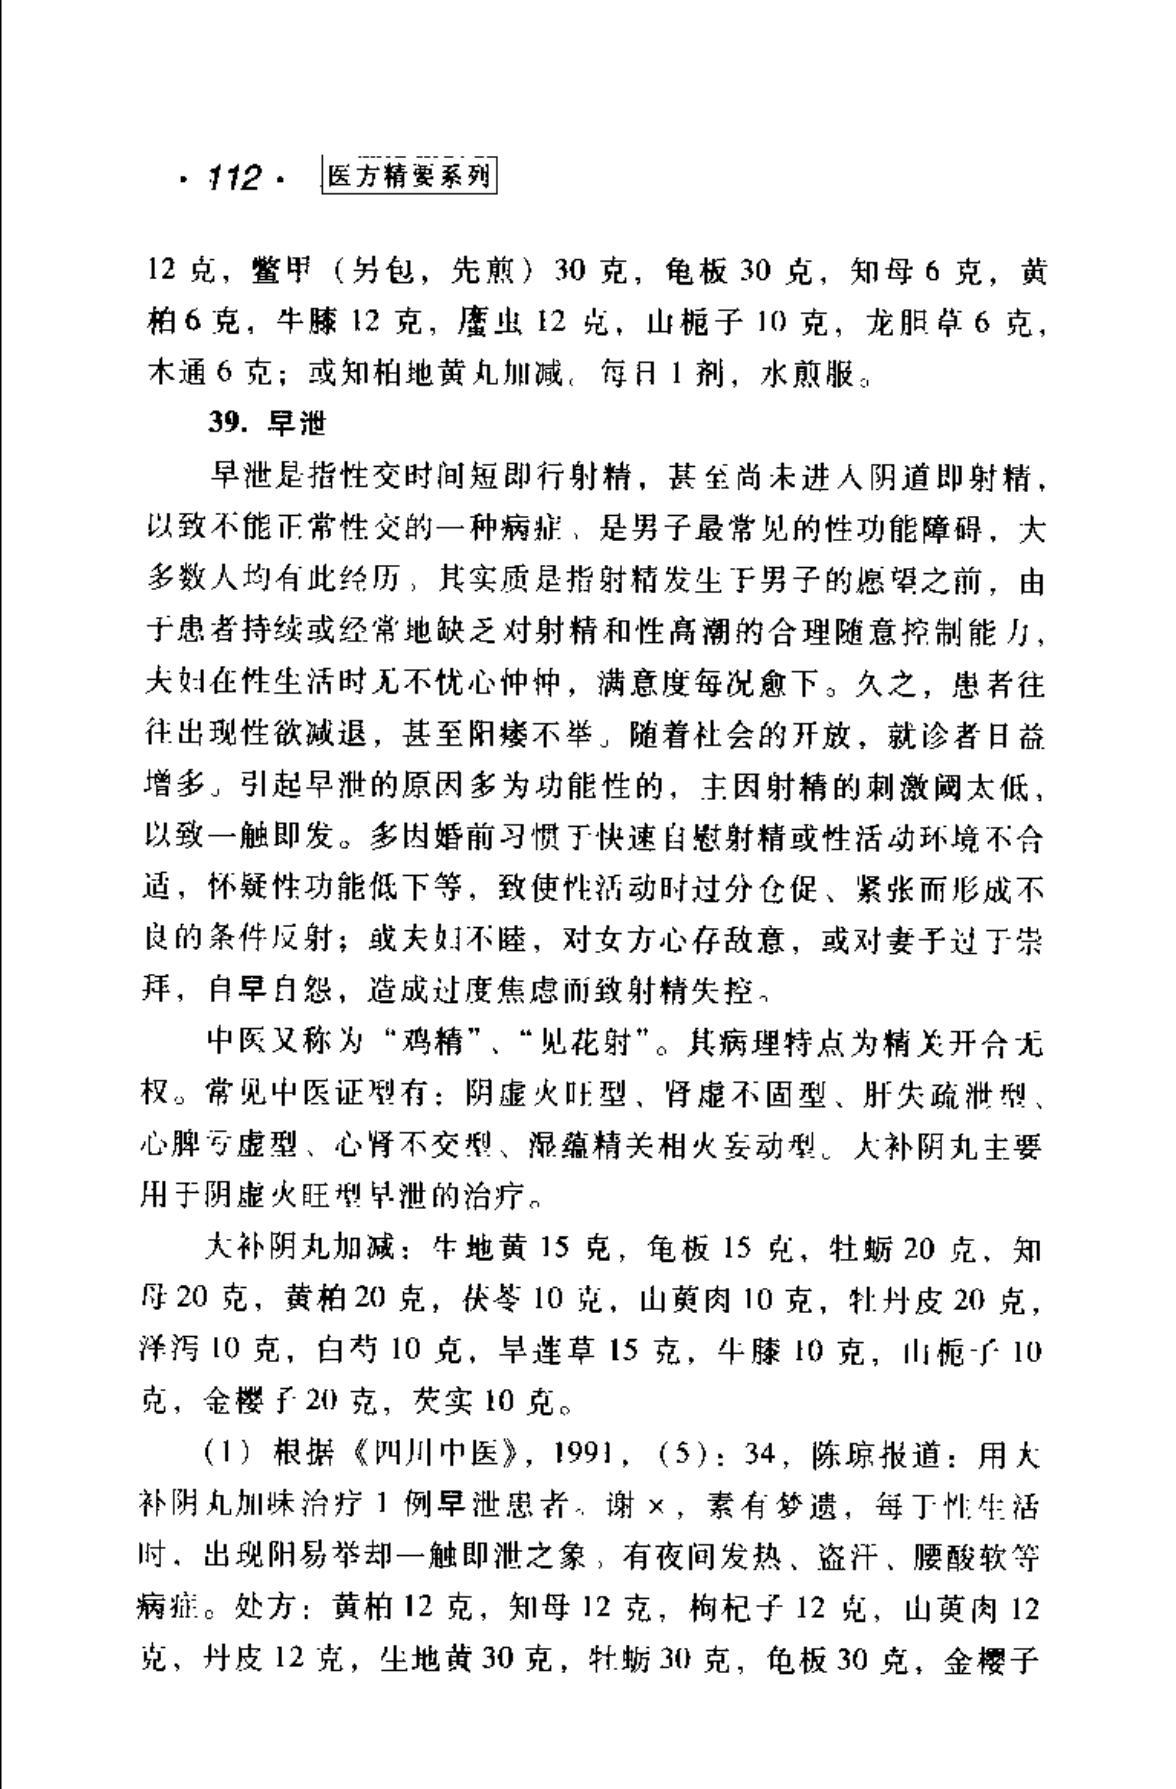 · 112 · 医方精要系列
12 克，鳖甲（另包，先煎）30 克，龟板 30 克，知母 6 克，黄
柏 6 克，牛膝 12 克，䗪虫 12 克，山栀子 10 克，龙胆草 6 克，
木通 6 克；或知柏地黄丸加减。每日 1 剂，水煎服。
39. 早泄
早泄是指性交时间短即行射精，甚至尚未进入阴道即射精，
以致不能正常性交的一种病症、是男子最常见的性功能障碍，大
多数人均有此经历。其实质是指射精发生于男子的愿望之前，由
于患者持续或经常地缺乏对射精和性高潮的合理随意控制能力，
夫妇在性生活时无不忧心忡忡，满意度每况愈下。久之，患者往
往出现性欲减退，甚至阳痿不举。随着社会的开放，就诊者日益
增多。引起早泄的原因多为功能性的，主因射精的刺激阈太低，
以致一触即发。多因婚前习惯于快速自慰射精或性活动环境不合
适，怀疑性功能低下等，致使性活动时过分仓促、紧张而形成不
良的条件反射；或夫妇不睦，对女方心存敌意，或对妻子过于崇
拜，自卑自怨，造成过度焦虑而致射精失控。
中医又称为“鸡精”、“见花射”。其病理特点为精关开合无
权。常见中医证型有：阴虚火旺型、肾虚不固型、肝失疏泄型、
心脾亏虚型、心肾不交型、湿蕴精关相火妄动型。大补阴丸主要
用于阴虚火旺型早泄的治疗。
大补阴丸加减：生地黄 15 克，龟板 15 克，牡蛎 20 克，知
母 20 克，黄柏 20 克，茯苓 10 克，山萸肉 10 克，牡丹皮 20 克，
泽泻 10 克，白芍 10 克，旱莲草 15 克，牛膝 10 克，山栀子 10
克，金樱子 20 克，芡实 10 克。
（1）根据《四川中医》，1991，（5）：34，陈琼报道：用大
补阴丸加味治疗 1 例早泄患者。谢×，素有梦遗，每于性生活
时，出现阳易举却一触即泄之象。有夜间发热、盗汗、腰酸软等
病症。处方：黄柏 12 克，知母 12 克，枸杞子 12 克，山萸肉 12
克，丹皮 12 克，生地黄 30 克，牡蛎 30 克，龟板 30 克，金樱子